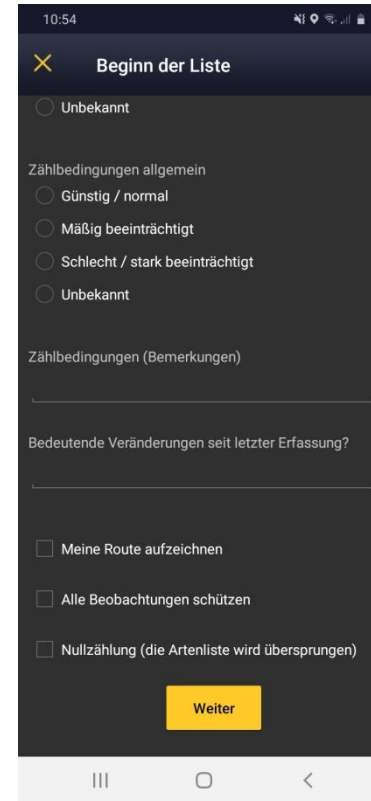 10:54
Beginn der Liste
Unbekannt
Zählbedingungen allgemein
Günstig / normal
Mäßig beeinträchtigt
Schlecht / stark beeinträchtigt
Unbekannt
Zählbedingungen (Bemerkungen)
Bedeutende Veränderungen seit letzter Erfassung?
Meine Route aufzeichnen
Alle Beobachtungen schützen
Nullzählung (die Artenliste wird übersprungen)
Weiter